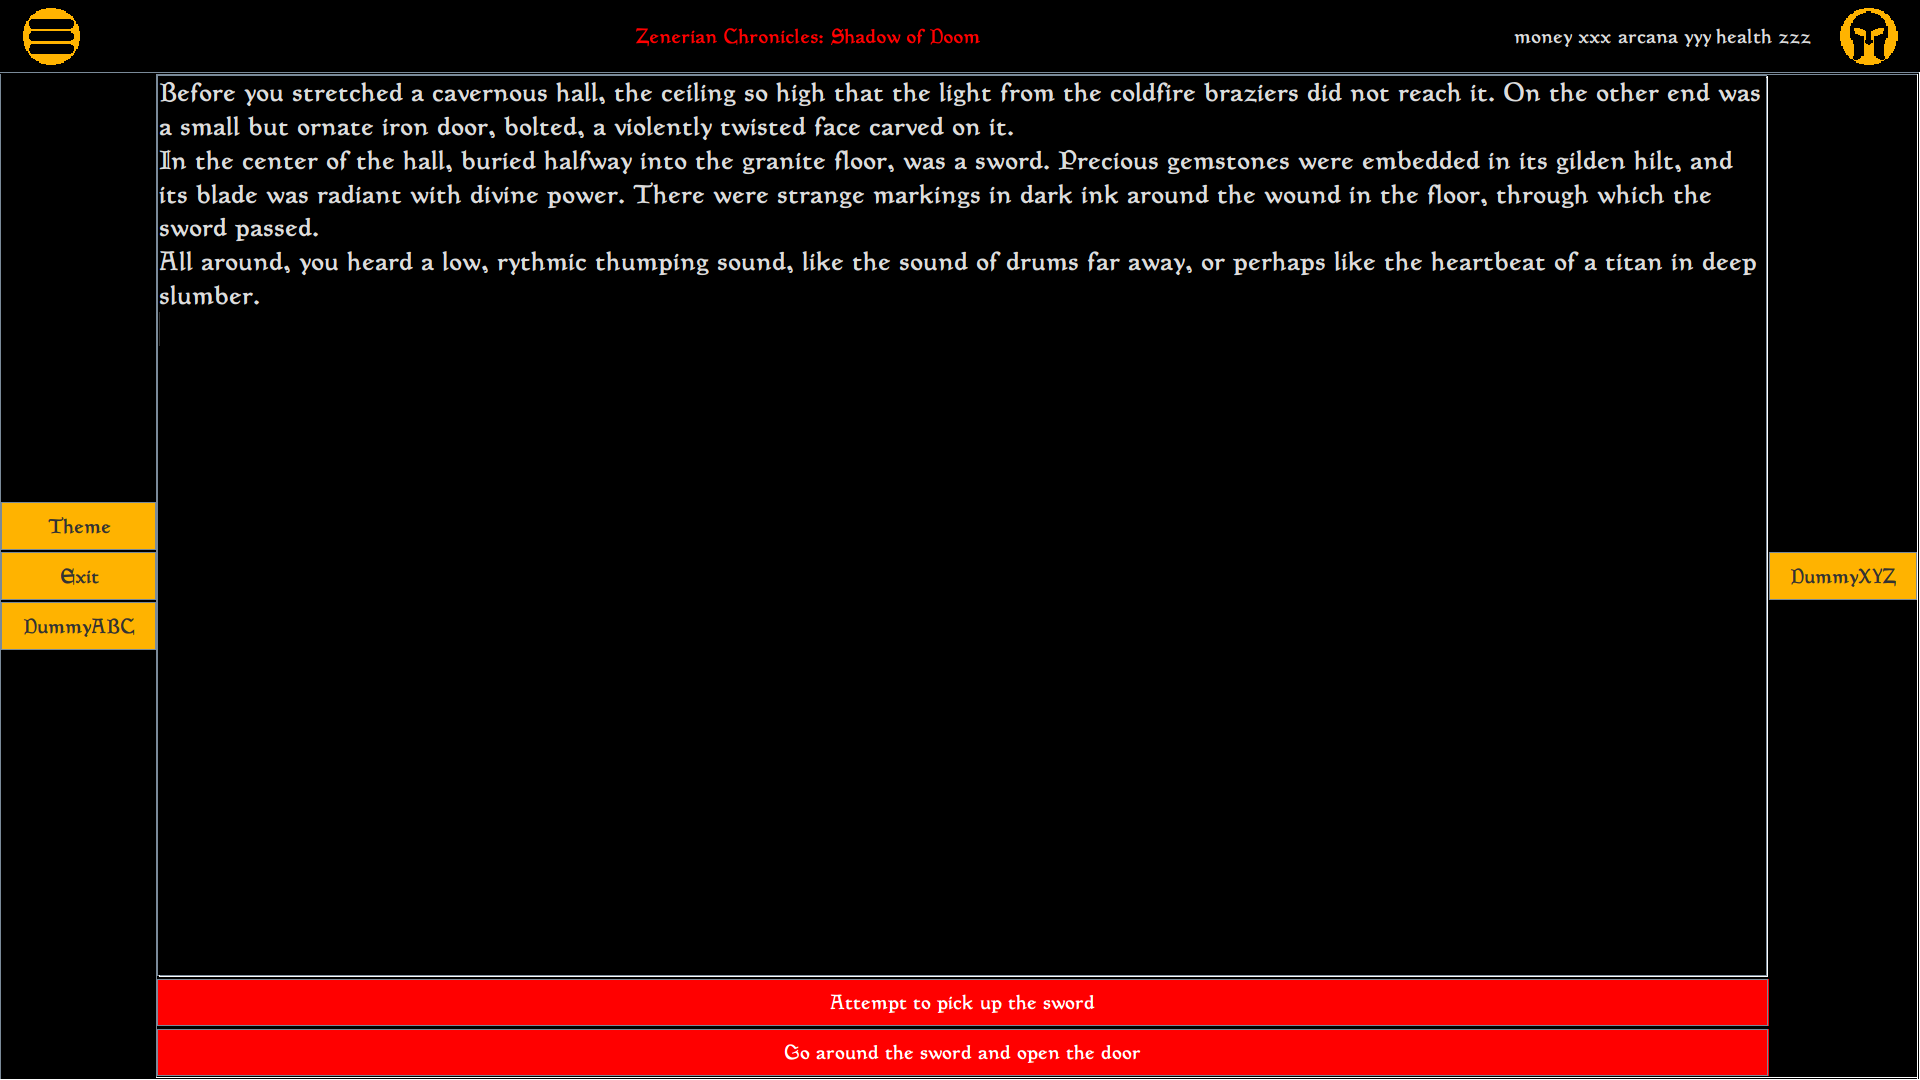 Zenerian Chronicles: Shadow of Doom
money xxx arcana yyy health zzz
Before you stretched a cavernous hall, the ceiling so high that the light from the coldfire braziers did not reach it. On the other end was
a small but ornate iron door, bolted, a violently twisted face carved on it.
In the center of the hall, buried halfway into the granite floor, was a sword. Precious gemstones were embedded in its gilden hilt, and
its blade was radiant with divine power. There were strange markings in dark ink around the wound in the floor, through which the
sword passed.
All around, you heard a low, rythmic thumping sound, like the sound of drums far away, or perhaps like the heartbeat of a titan in deep
slumber.
Theme
Exit
DummyABC
DummyXYZ
Attempt to pick up the sword
Go around the sword and open the door